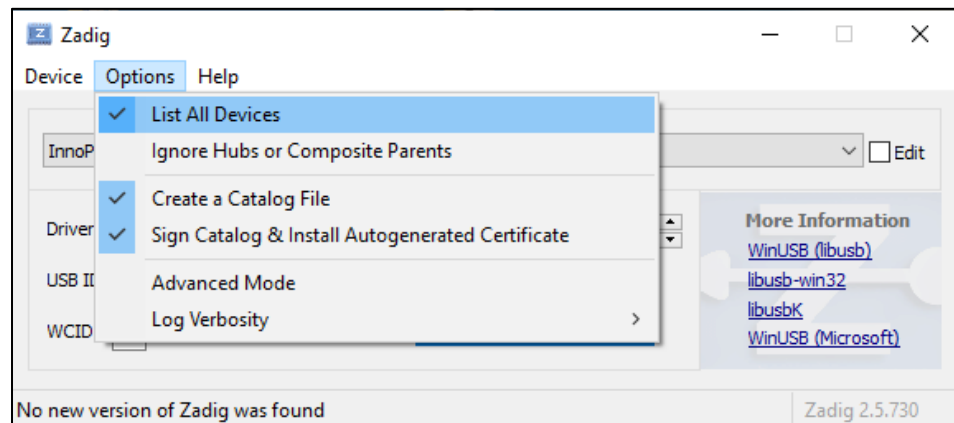 Zadig
Device Options Help
List All Devices
Ignore Hubs or Composite Parents
Create a Catalog File
Sign Catalog & Install Autogenerated Certificate
Advanced Mode
Log Verbosity
InnoP
Edit
Driver
USB ID
WCID
More Information
WinUSB (libusb)
libusb-win32
libusbK
WinUSB (Microsoft)
No new version of Zadig was found
Zadig 2.5.730